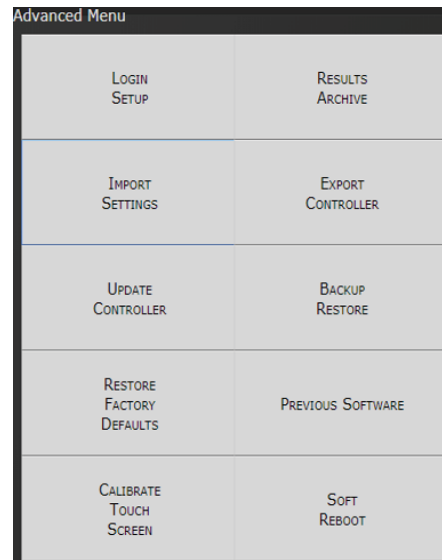 Advanced Menu
LOGIN
SETUP
RESULTS
ARCHIVE
IMPORT
SETTINGS
EXPORT
CONTROLLER
UPDATE
CONTROLLER
BACKUP
RESTORE
RESTORE
FACTORY
DEFAULTS
PREVIOUS SOFTWARE
CALIBRATE
TOUCH
SCREEN
SOFT
REBOOT